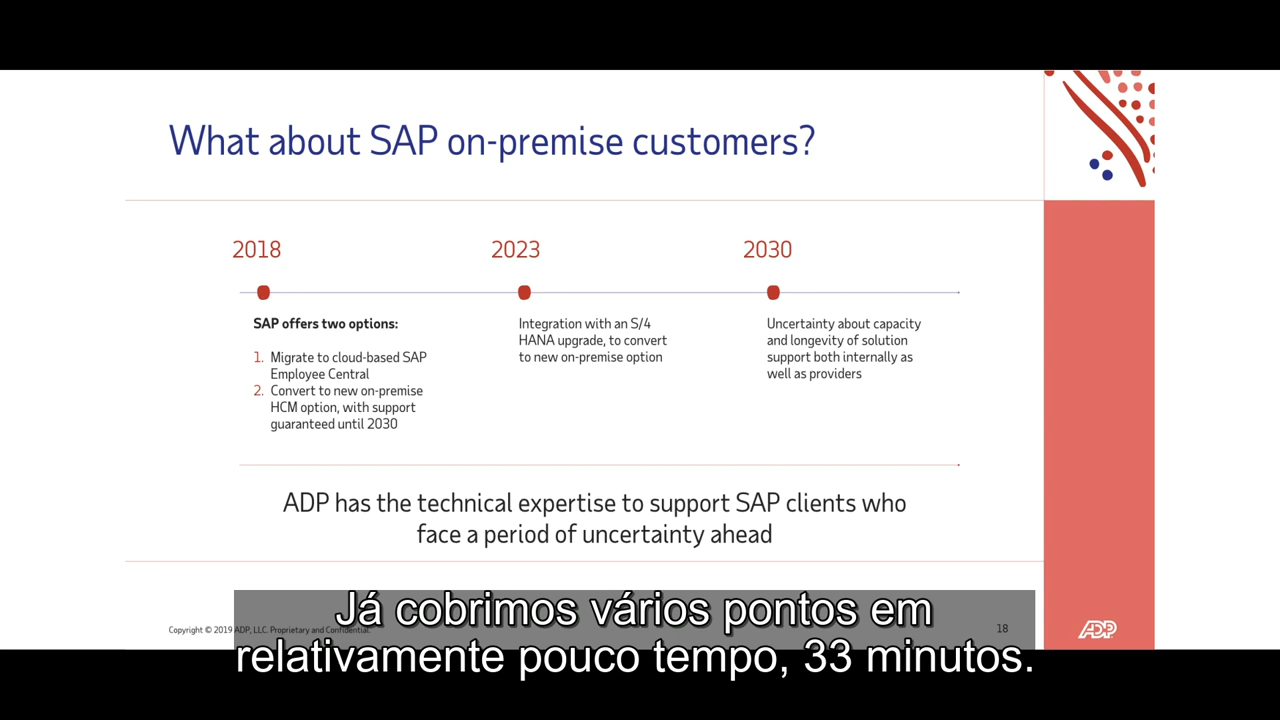 What about SAP on-premise customers?
2018
2023
2030
SAP offers two options:
1. Migrate to cloud-based SAP
Employee Central
2. Convert to new on-premise
HCM option, with support
guaranteed until 2030
Integration with an S/4
HANA upgrade, to convert
to new on-premise option
Uncertainty about capacity
and longevity of solution
support both internally as
well as providers
ADP has the technical expertise to support SAP clients who
face a period of uncertainty ahead
Copyright © 2019 ADP, LLC. Proprietary and Confidential.
18
ADP
Já cobrimos vários pontos em
relativamente pouco tempo, 33 minutos.